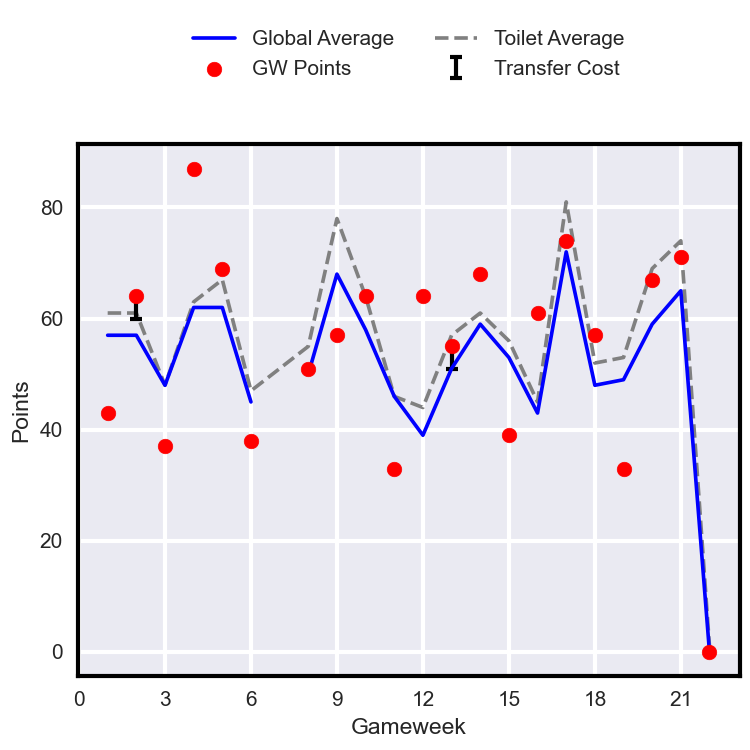 Global Average Toilet Average
GW Points Transfer Cost
80
60
40
20
0
Points
0 3 6 9 12 15 18 21
Gameweek